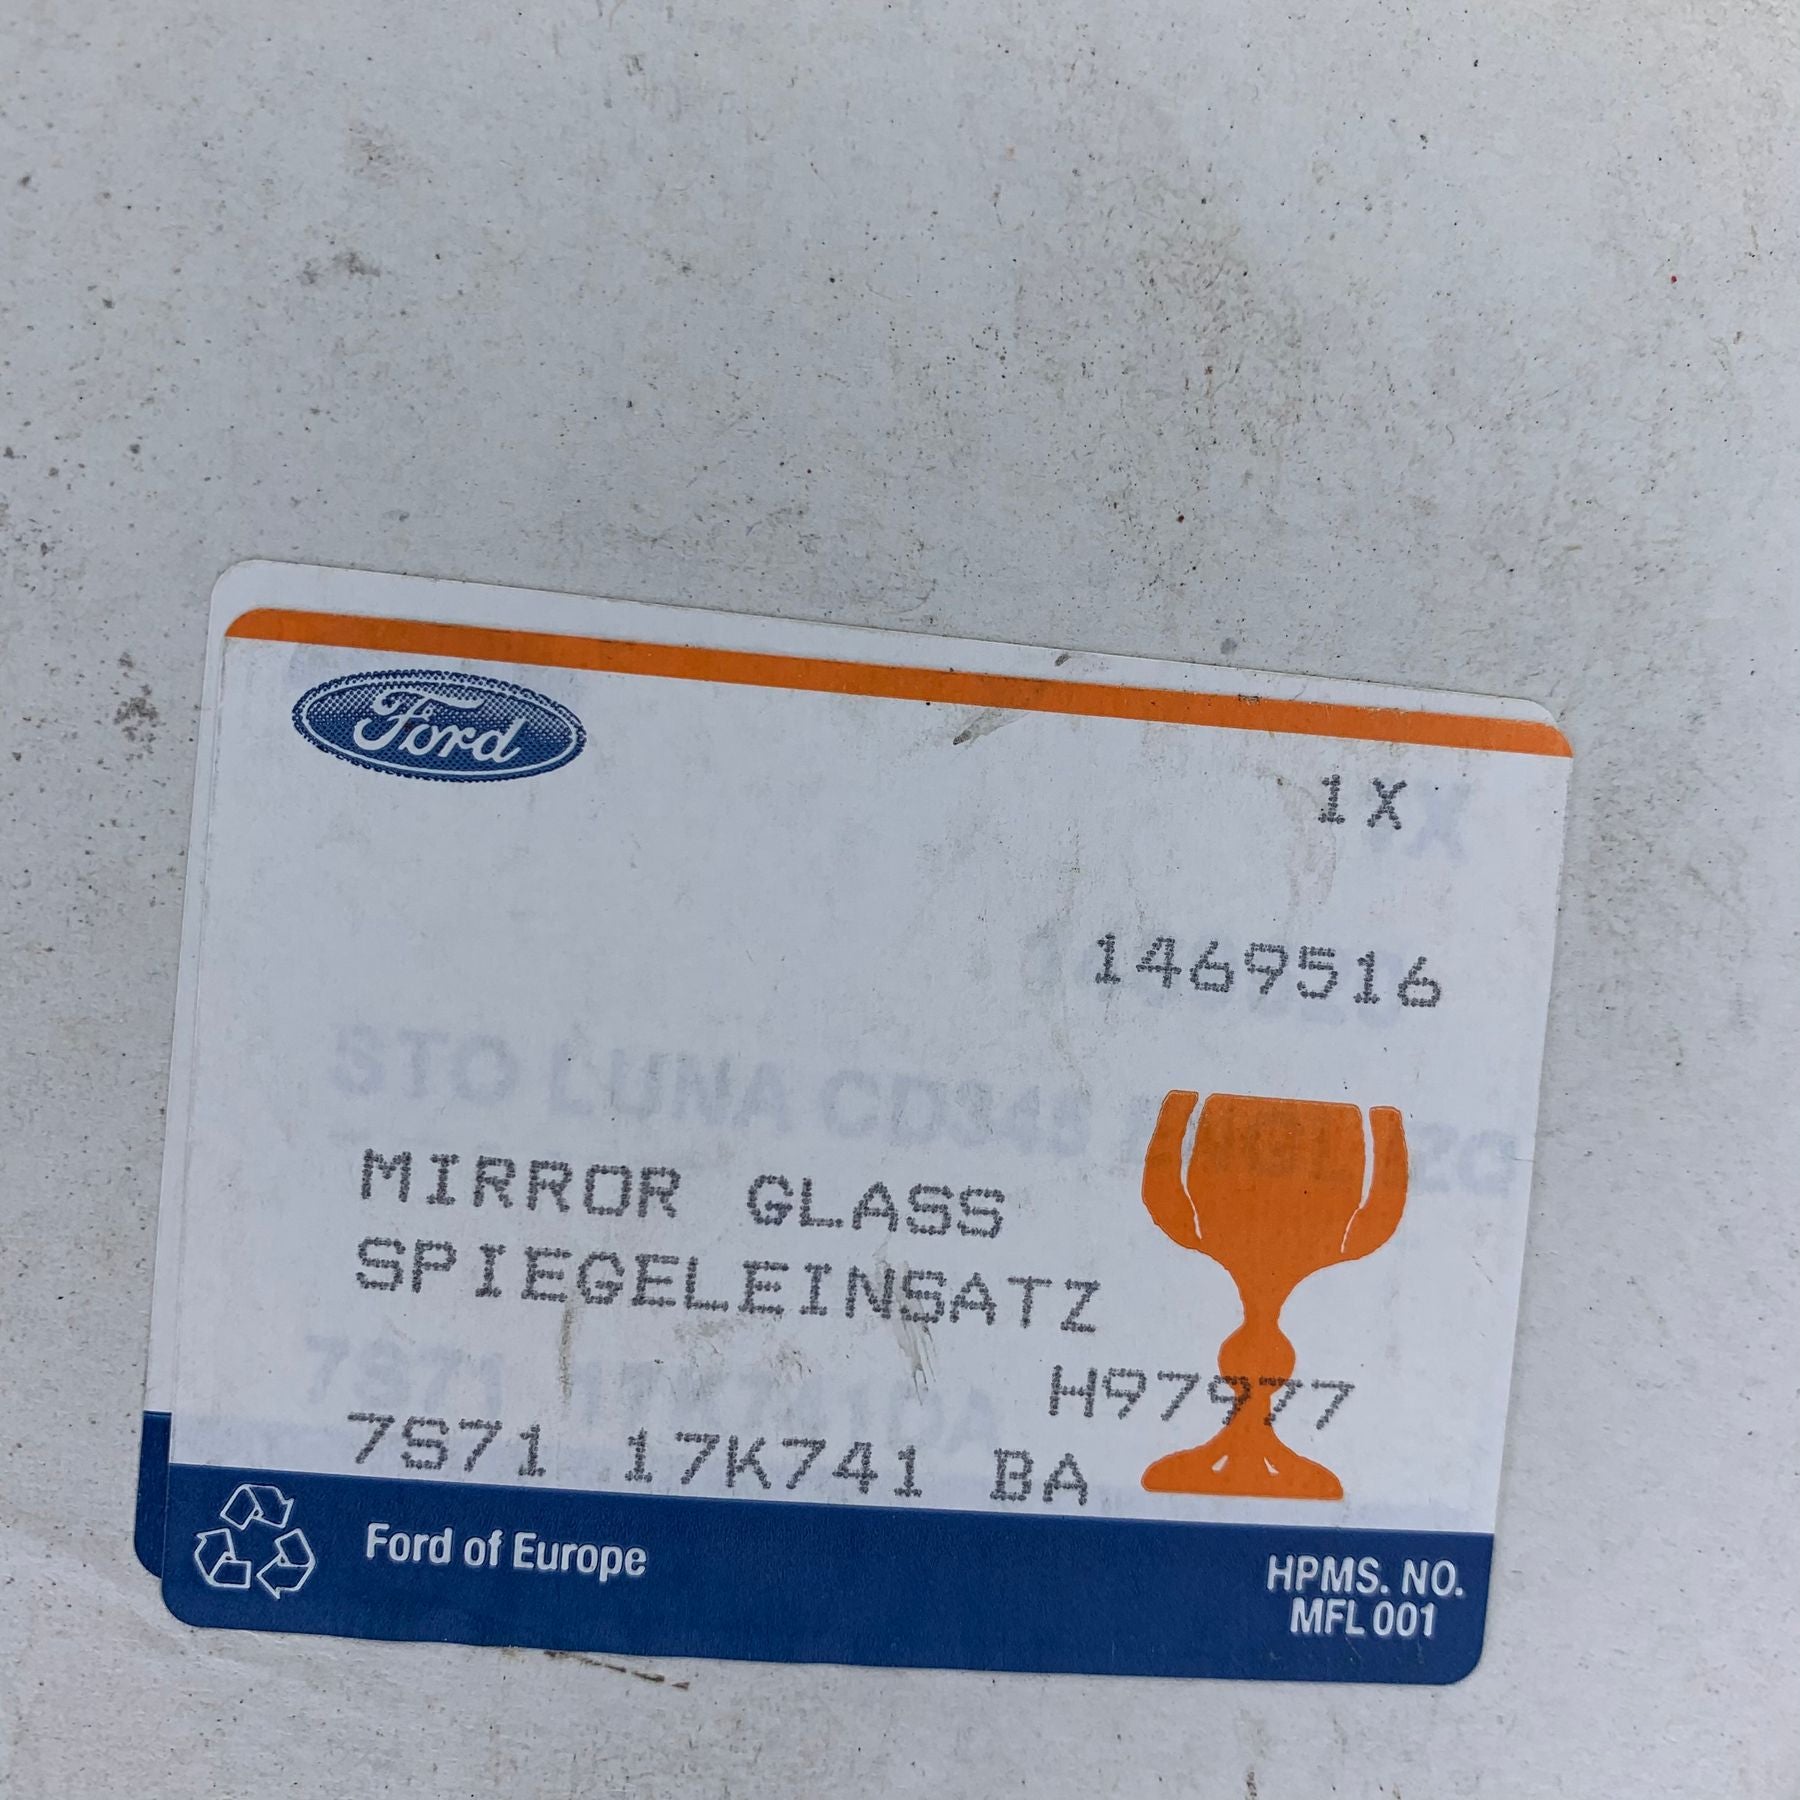 Ford
1X
1469516
MIRROR GLASS
SPIEGELEINSATZ
H97977
7S71 17K741 BA
Ford of Europe
HPMS. NO.
MFL 001